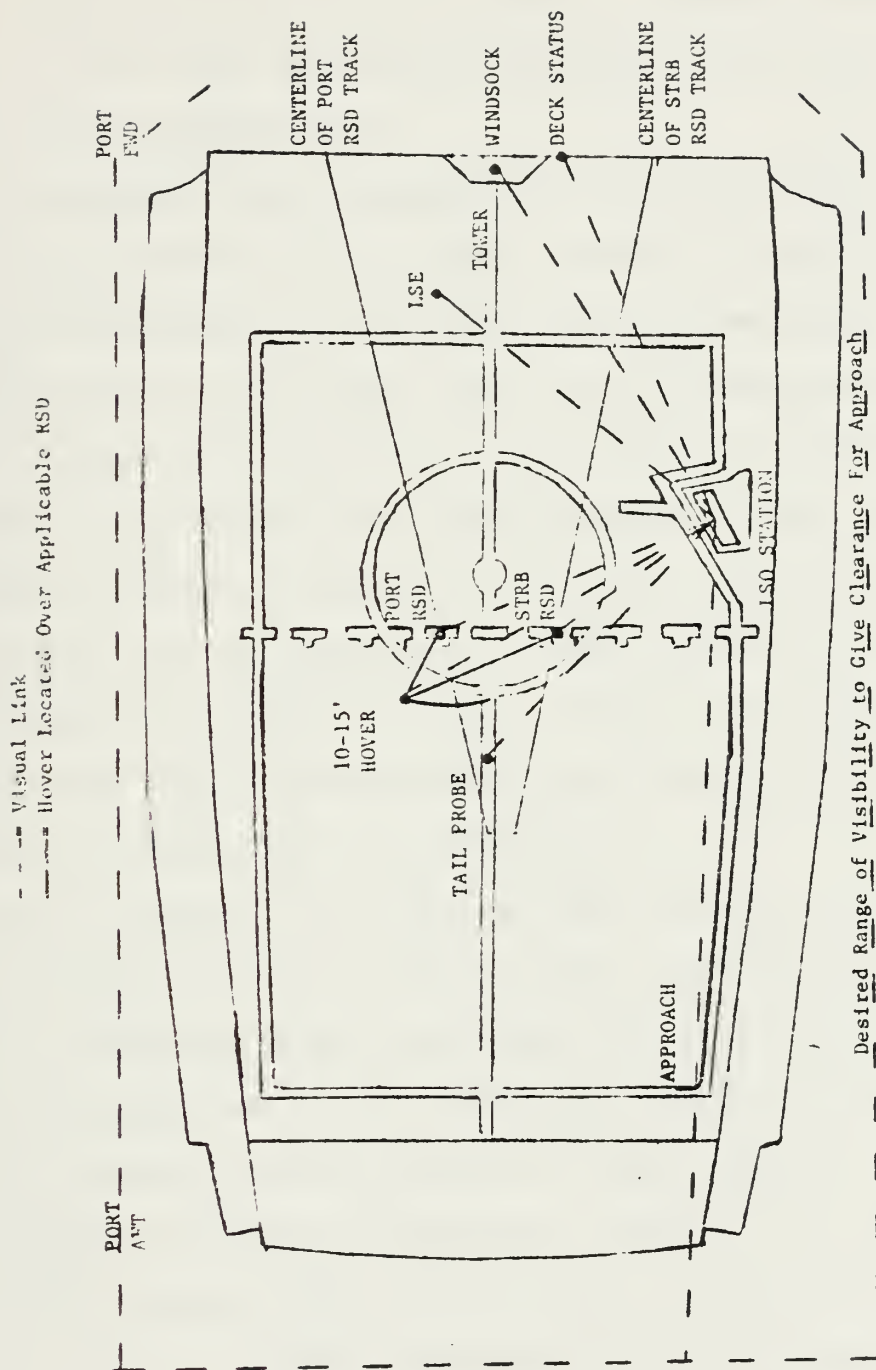 - - - Visual Link
Hover Located Over Applicable RSD
PORT
FWD
CENTERLINE
OF PORT
RSD TRACK
WINDSOCK
DECK STATUS
CENTERLINE
OF STRB
RSD TRACK
TOWER
LSE
PORT
RSD
STRB
RSD
10-15'
HOVER
TAIL PROBE
LSO STATION
APPROACH
PORT
AFT
Desired Range of Visibility to Give Clearance For Approach